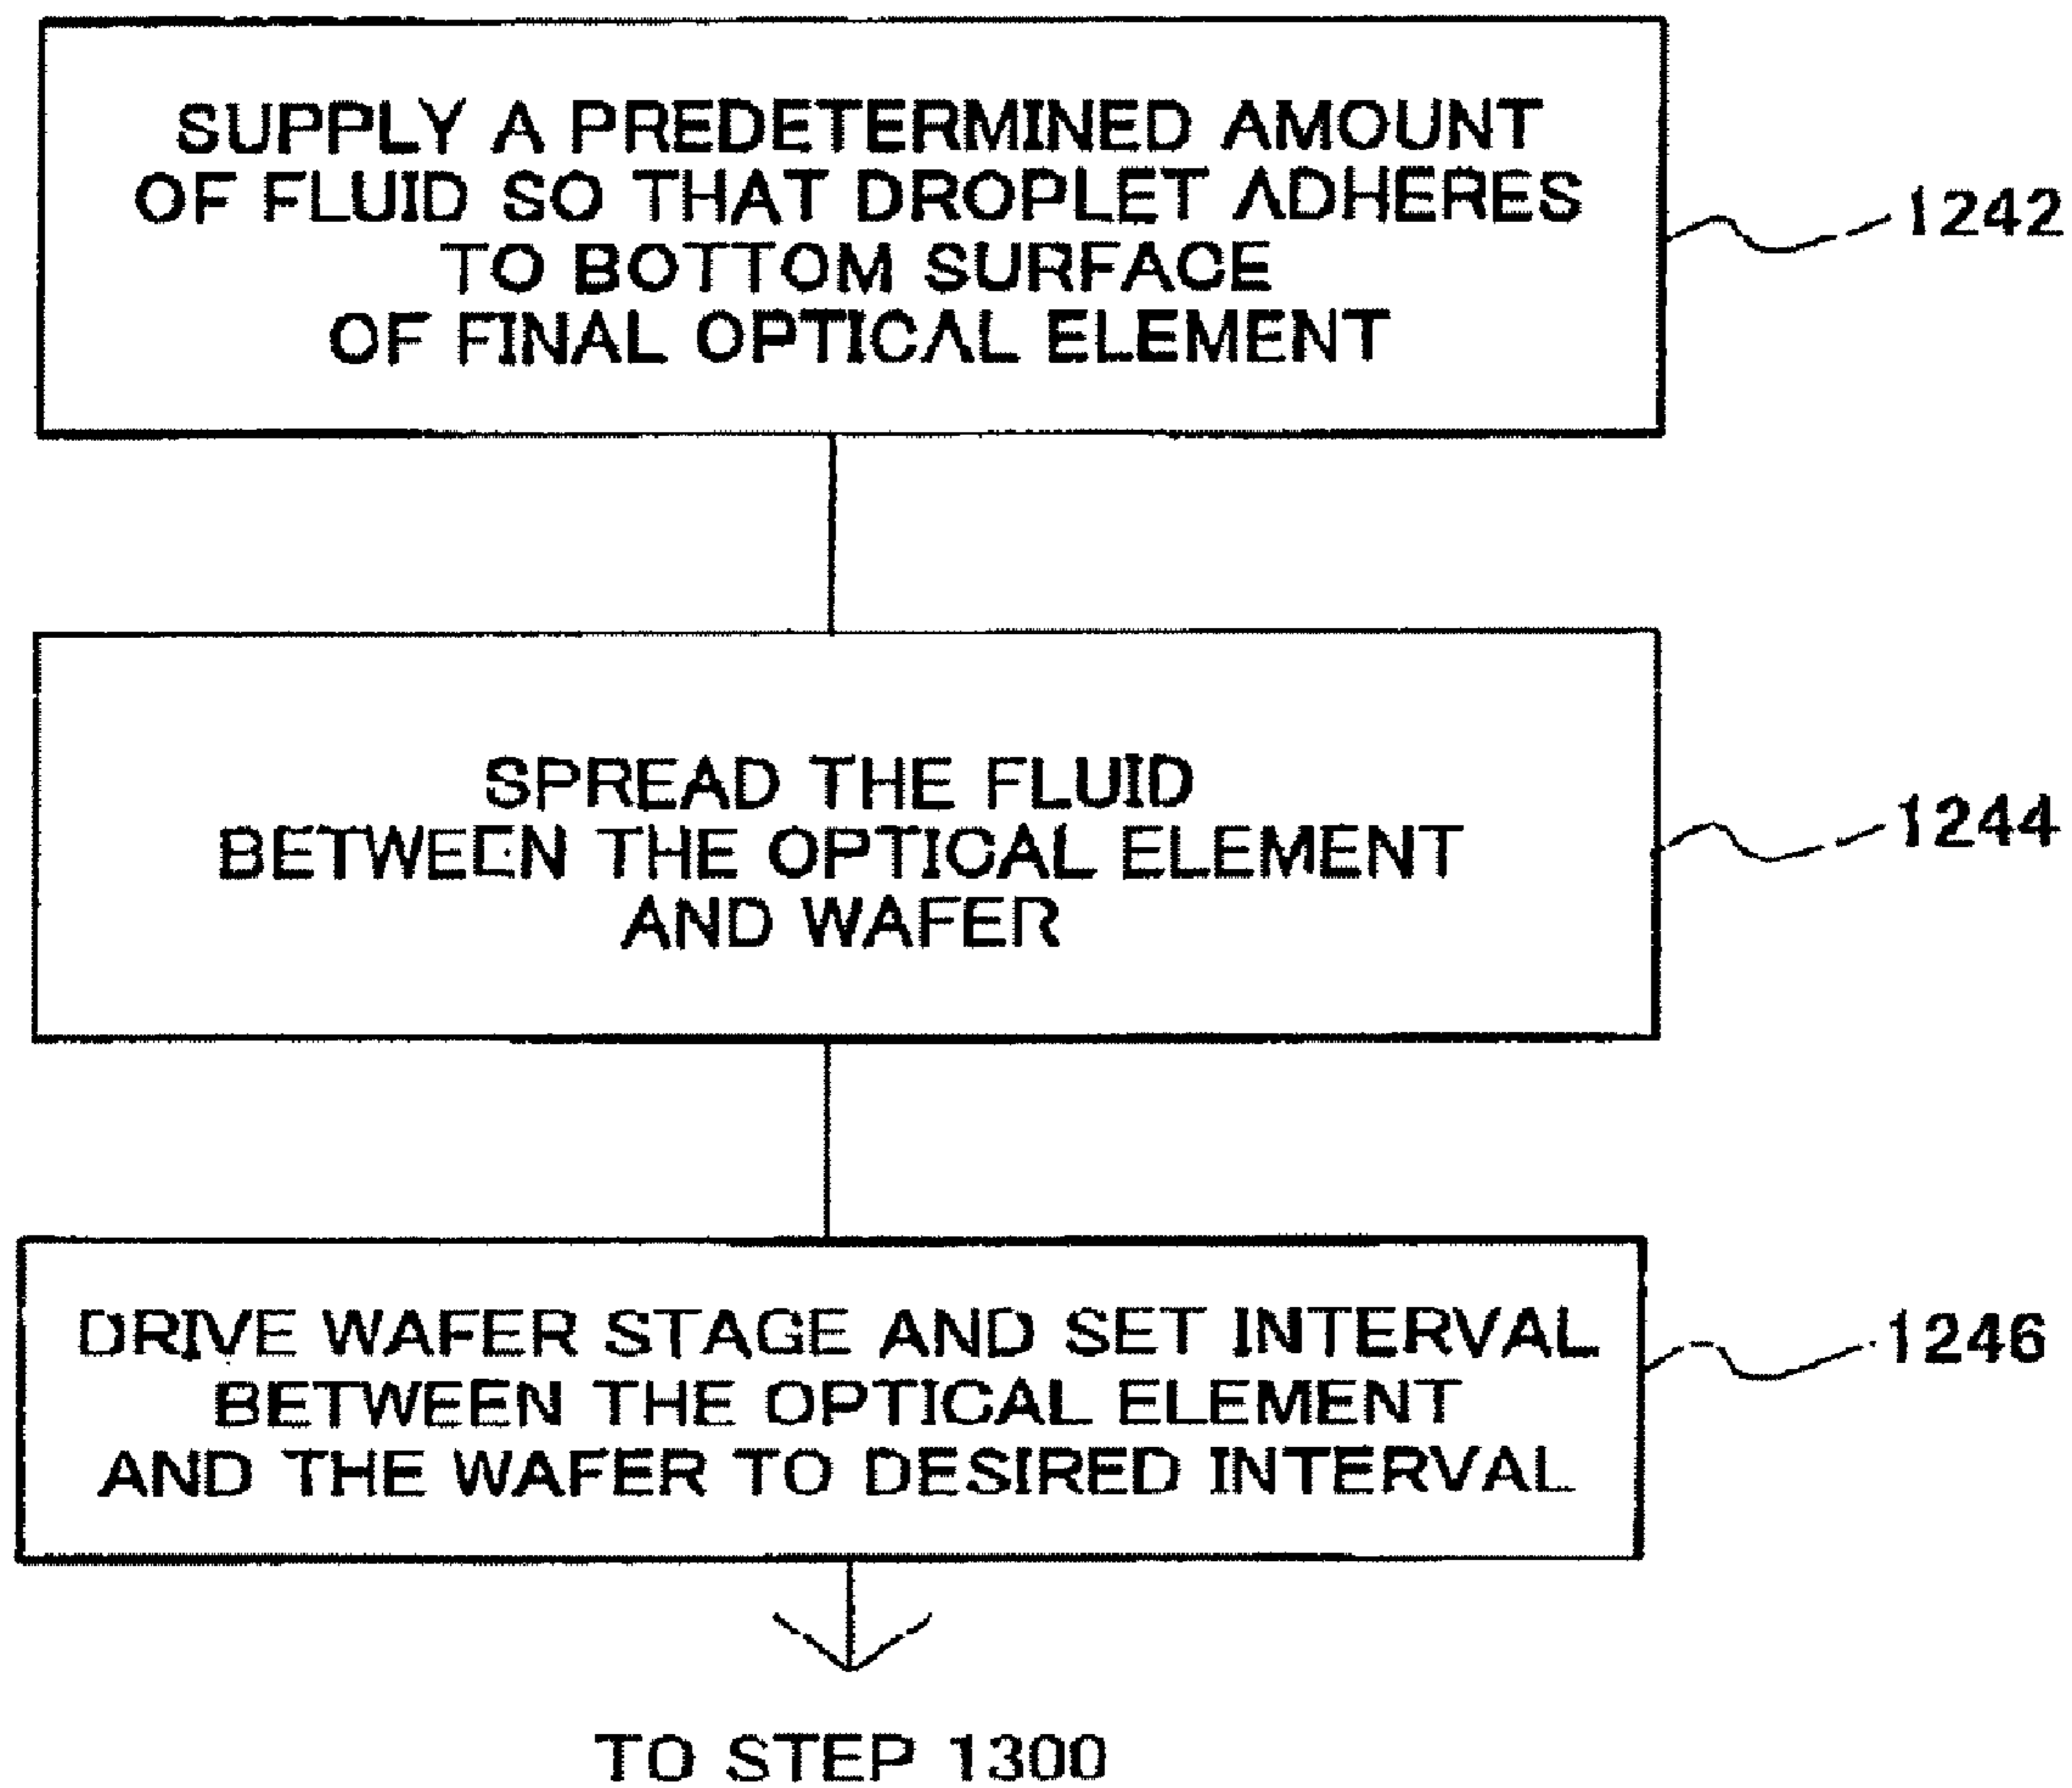 SUPPLY A PREDETERMINED AMOUNT
OF FLUID SO THAT DROPLET ADHERES
TO BOTTOM SURFACE
OF FINAL OPTICAL ELEMENT
1242
SPREAD THE FLUID
BETWEEN THE OPTICAL ELEMENT
AND WAFER
1244
DRIVE WAFER STAGE AND SET INTERVAL
BETWEEN THE OPTICAL ELEMENT
AND THE WAFER TO DESIRED INTERVAL
1246
TO STEP 1300